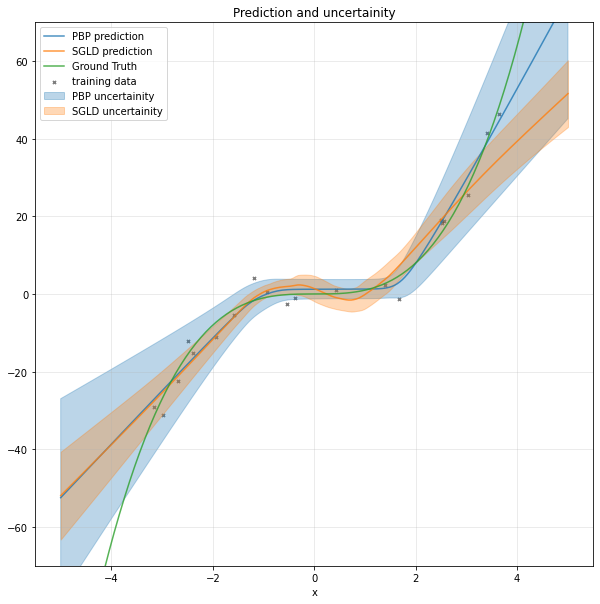 Prediction and uncertainity
PBP prediction
SGLD prediction
Ground Truth
training data
PBP uncertainity
SGLD uncertainity
60
40
20
0
−20
−40
−60
−4
−2
0
2
4
x